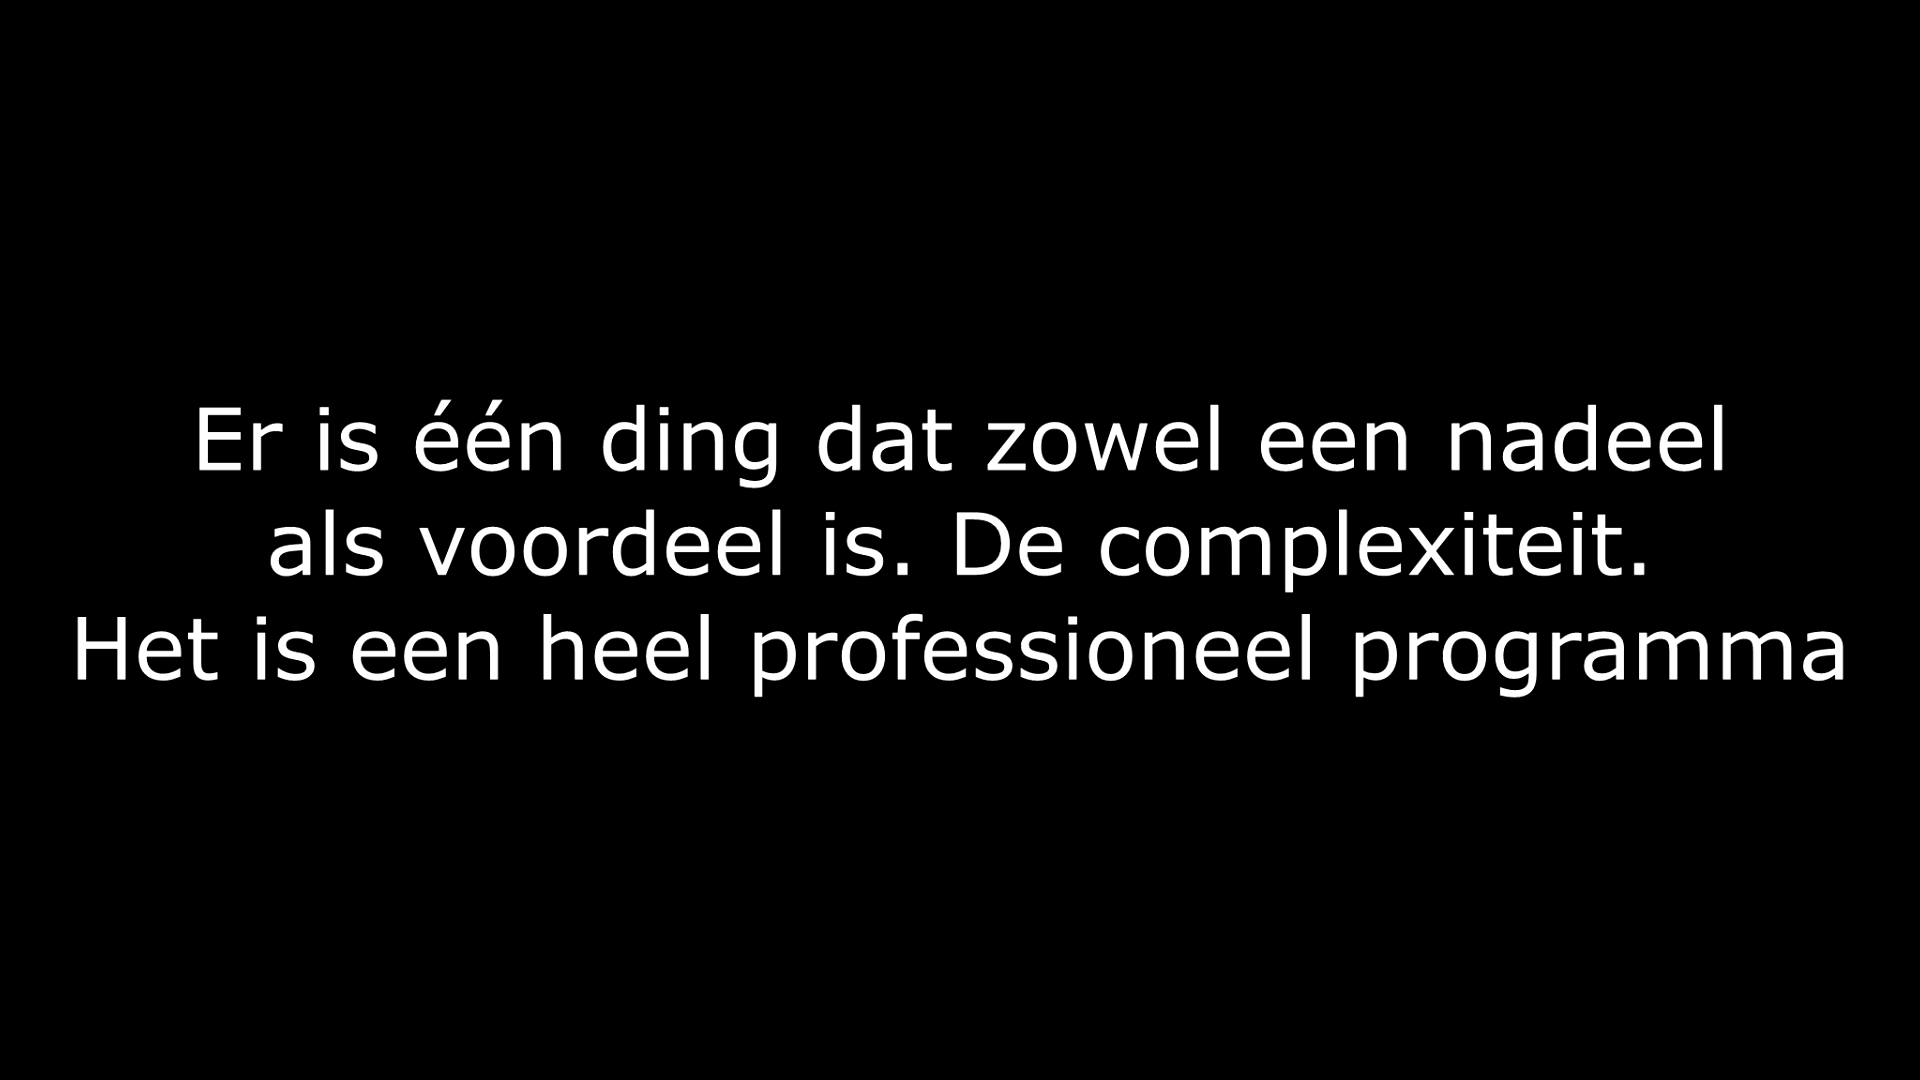 Er is één ding dat zowel een nadeel
als voordeel is. De complexiteit.
Het is een heel professioneel programma